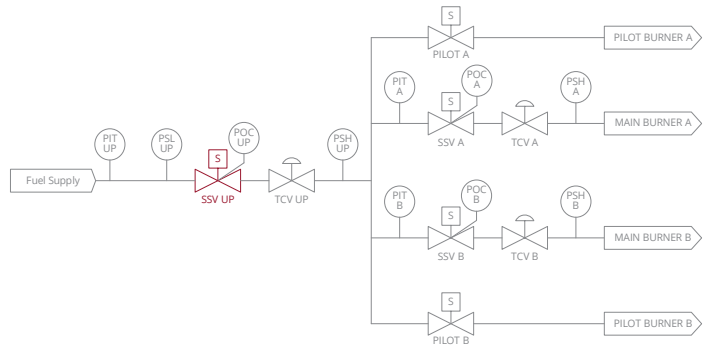 S
PILOT A
PILOT BURNER A
PIT
A
S
POC
A
SSV A
TCV A
PSH
A
MAIN BURNER A
Fuel Supply
PIT
UP
PSL
UP
S
POC
UP
SSV UP
TCV UP
PSH
UP
PIT
B
S
POC
B
SSV B
TCV B
PSH
B
MAIN BURNER B
S
PILOT B
PILOT BURNER B